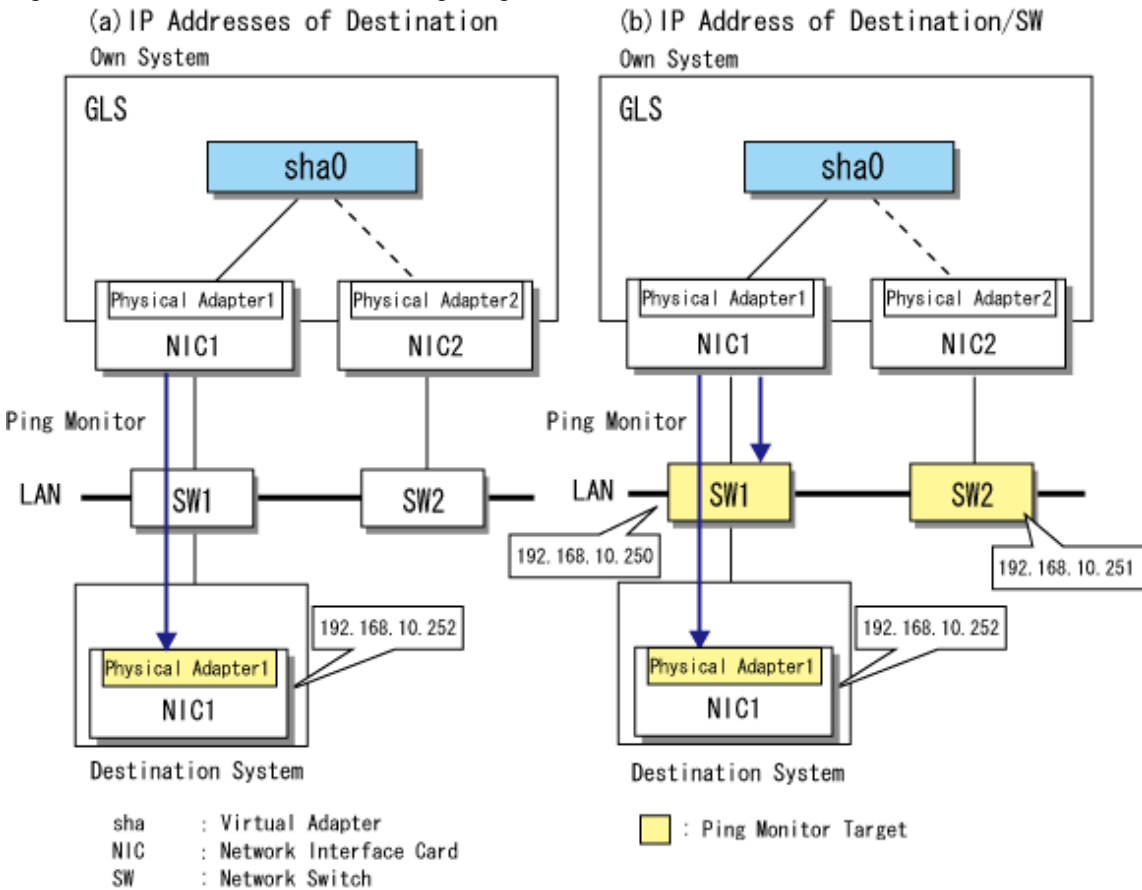 (a)IP Addresses of Destination
Own System
GLS
sha0
Physical Adapter1
NIC1
Physical Adapter2
NIC2
Ping Monitor
LAN
SW1
SW2
192.168.10.252
Physical Adapter1
NIC1
Destination System
(b)IP Address of Destination/SW
Own System
GLS
sha0
Physical Adapter1
NIC1
Physical Adapter2
NIC2
Ping Monitor
LAN
SW1
SW2
192.168.10.250
192.168.10.251
192.168.10.252
Physical Adapter1
NIC1
Destination System
sha : Virtual Adapter
NIC : Network Interface Card
SW : Network Switch
: Ping Monitor Target